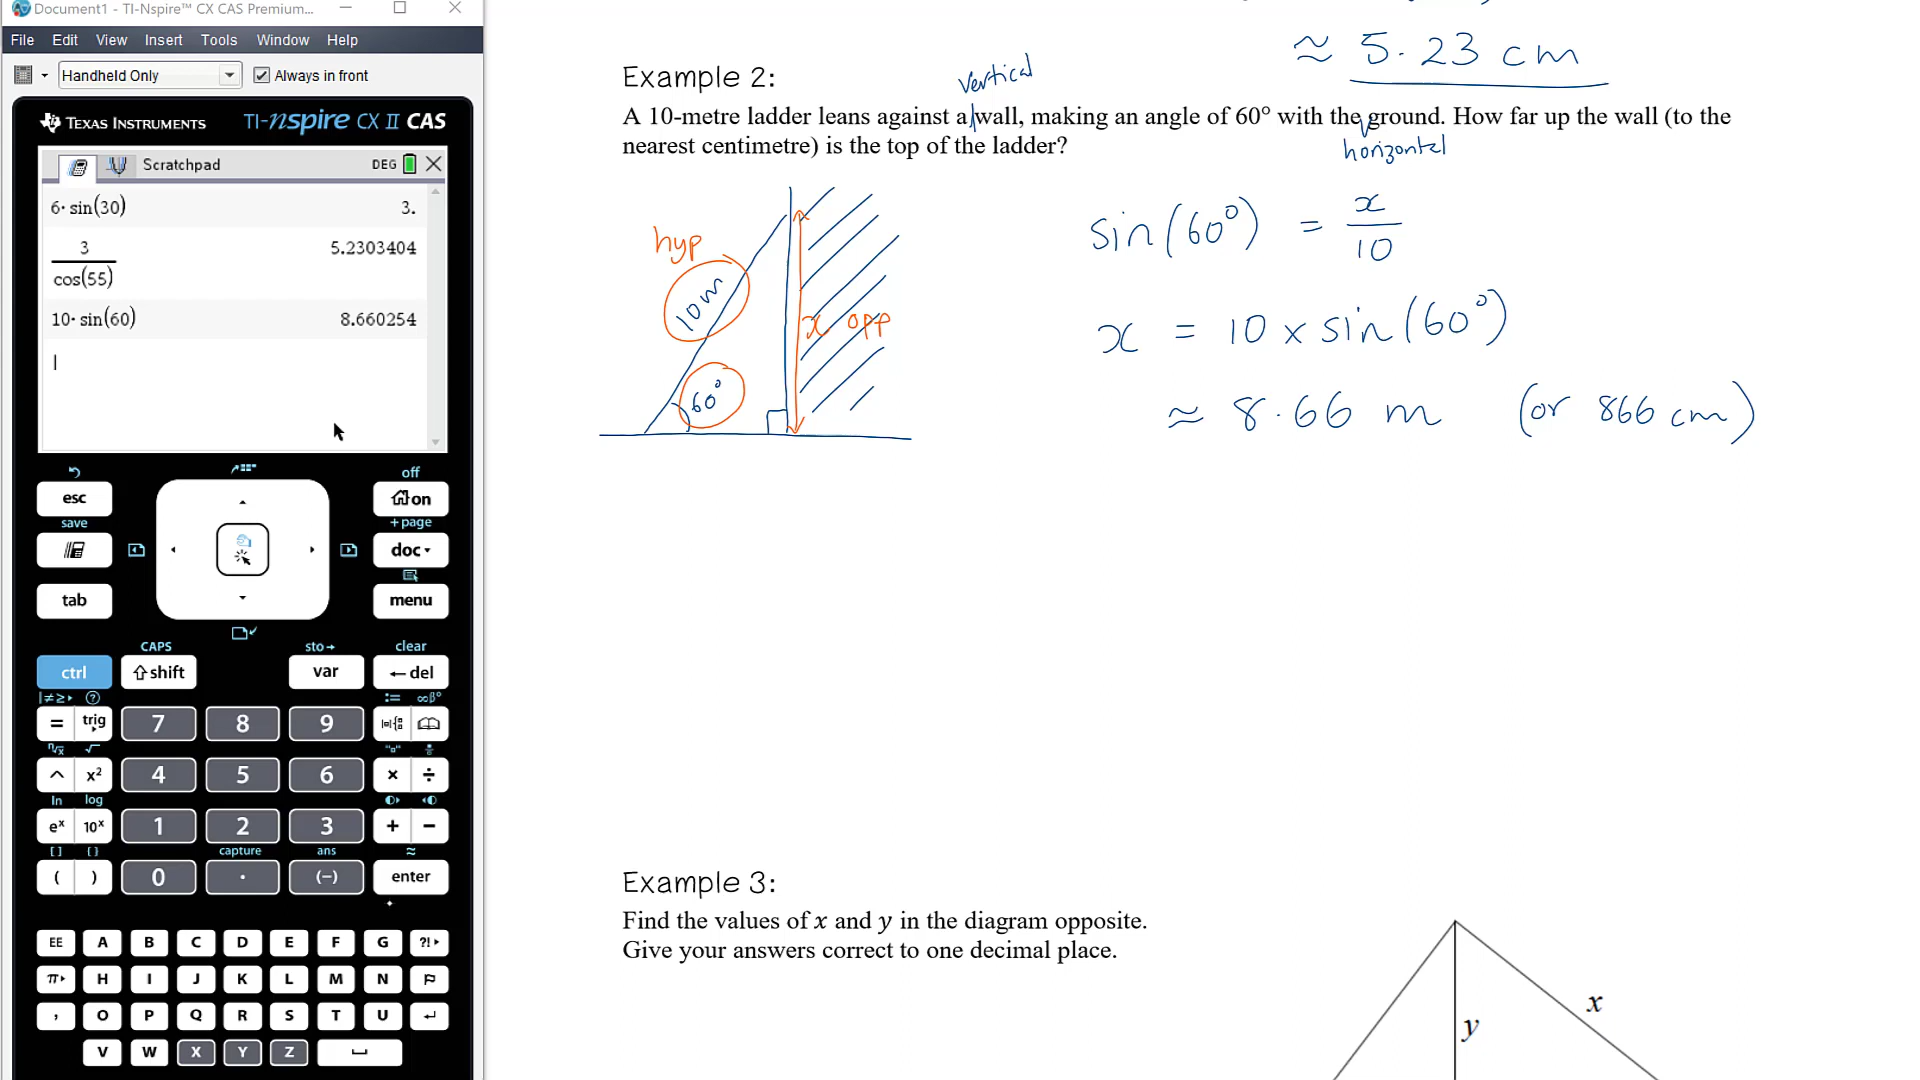 Document1 - TI-Nspire™ CX CAS Premium...
File Edit View Insert Tools Window Help
Handheld Only Always in front
TEXAS INSTRUMENTS TI-nspire CX II CAS
Scratchpad DEG
6·sin(30) 3.
3
cos(55) 5.2303404
10·sin(60) 8.660254
off
esc on
save +page
doc
tab menu
CAPS sto→ clear
ctrl shift var ←del
|≠≥▸ ? := ∞β°
= trig 7 8 9
ⁿ√x √
^ x² 4 5 6 × ÷
ln log
eˣ 10ˣ 1 2 3 + −
[ ] { } capture ans ≈
( ) 0 . (−) enter
EE A B C D E F G ?!▸
π▸ H I J K L M N
, O P Q R S T U ↵
V W X Y Z
≈ 5.23 cm
Example 2:
vertical
A 10-metre ladder leans against a wall, making an angle of 60° with the ground. How far up the wall (to the
nearest centimetre) is the top of the ladder?
horizontal
hyp
10m
x opp
60°
sin(60°) = x
10
x = 10 × sin(60°)
≈ 8.66 m (or 866 cm)
Example 3:
Find the values of x and y in the diagram opposite.
Give your answers correct to one decimal place.
x
y